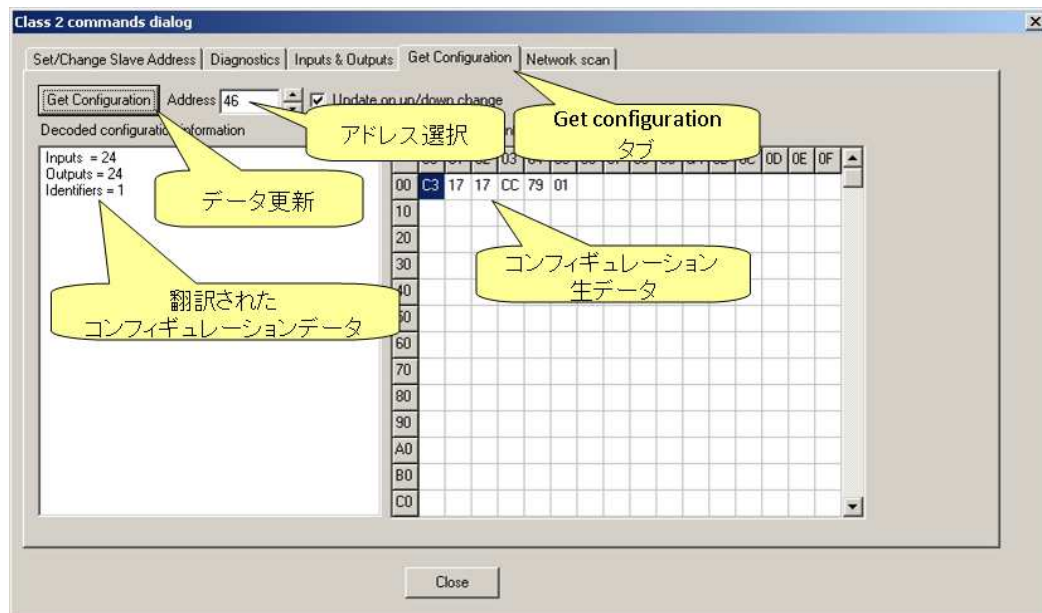 Class 2 commands dialog
Set/Change Slave Address Diagnostics Inputs & Outputs Get Configuration Network scan
Get Configuration Address 46 Update on up/down change
Get configuration
タブ
アドレス選択
Decoded configuration information
03 0D 0E 0F
Inputs = 24
Outputs = 24
Identifiers = 1
00 C3 17 17 CC 79 01
データ更新
10
20
30
コンフィギュレーション
生データ
翻訳された
コンフィギュレーションデータ
60
70
80
90
A0
B0
C0
Close